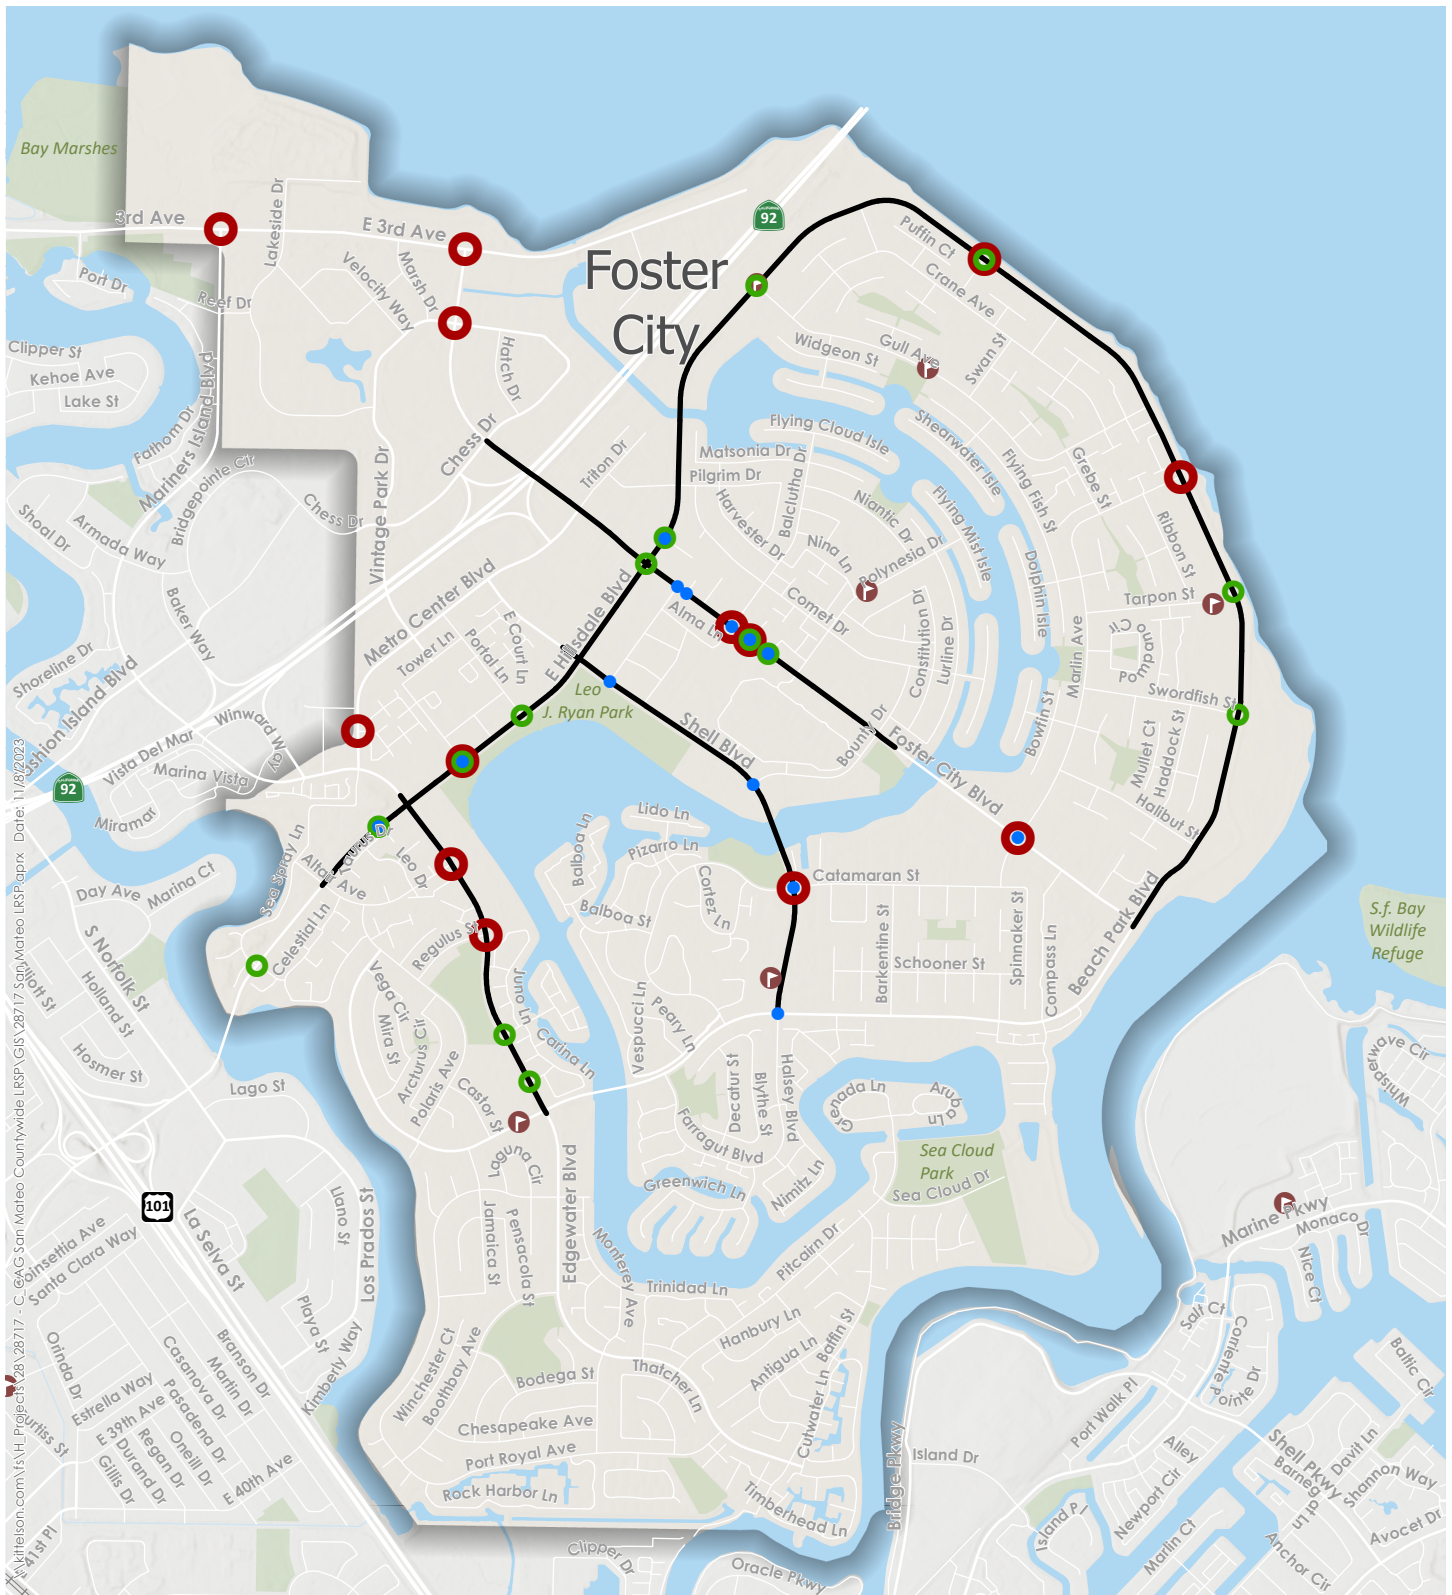 Bay Marshes
3rd Ave
Lakeside Dr
E 3rd Ave
92
Foster
City
Puffin Ct
Crane Ave
Port Dr
Reef Dr
Velocity Way
Marsh Dr
Hatch Dr
Widgeon St
Gull Ave
Swan St
Clipper St
Kehoe Ave
Lake St
Fathom Dr
Mariners Island Blvd
Chess Dr
Triton Dr
Flying Cloud Isle
Shearwater Isle
Matsonia Dr
Pilgrim Dr
Flying Fish St
Grebe St
Bridgepointe Cir
Vintage Park Dr
Chess Dr
Harvester Dr
Balclutha Dr
Niantic Dr
Flying Mist Isle
Shoal Dr
Armada Way
Ribbon St
Nina Ln
Polynesia Dr
Dolphin Isle
Metro Center Blvd
Baker Way
E Hillsdale Blvd
Alma Ln
Comet Dr
Constitution Dr
Lurline Dr
Tarpon St
Marlin Ave
Pompano Cir
E Court Ln
Portal Ln
Tower Ln
Shoreline Dr
Leo
J. Ryan Park
Swordfish St
Winward Way
Shell Blvd
Bounty Dr
Bowfin St
Mullet Ct
Haddock St
Vista Del Mar
Marina Vista
92
Foster City Blvd
Halibut St
Miramar
Sea Spray Ln
Altair Ave
Taurus Dr
Leo Dr
Lido Ln
Balboa Ln
Pizarro Ln
Cortez Ln
Catamaran St
Day Ave
Marina Ct
Balboa St
Celestial Ln
Regulus St
Barkentine St
Spinnaker St
Compass Ln
Beach Park Blvd
S.f. Bay
Wildlife
Refuge
S Norfolk St
Holland St
Schooner St
Vega Cir
Mira St
Juno Ln
Vespucci Ln
Peary Ln
Arcturus Cir
Polaris Ave
Carina Ln
Hosmer St
Lago St
Castor St
Decatur St
Blythe St
Halsey Blvd
Grenada Ln
Aruba Ln
Farragut Blvd
Sea Cloud
Park
Sea Cloud Dr
Laguna Cir
Edgewater Blvd
Greenwich Ln
Nimitz Ln
101
La Selva St
Llano St
Los Prados St
Jamaica St
Pensacola St
Monterey Ave
Pitcairn Dr
Trinidad Ln
Marine Pkwy
Monaco Dr
Nice Ct
Santa Clara Way
Playa St
Hanbury Ln
Baffin St
Antigua Ln
Salt Ct
Corriente Pointe Dr
Baltic Cir
Orinda Dr
Branson Dr
Martin Dr
Casanova Dr
Kimberly Way
Winchester Ct
Boothbay Ave
Bodega St
Thatcher Ln
Cutwater Ln
Port Walk Pl
Estrella Way
E 39th Ave
Pasadena Dr
Oneill Dr
Regan Dr
Durand Dr
Gillis Dr
E 40th Ave
Chesapeake Ave
Port Royal Ave
Rock Harbor Ln
Timberhead Ln
Bridge Pkwy
Island Dr
Alley
Newport Cir
Shell Pkwy
Davit Ln
Shannon Way
Barnegat Ln
Avocet Dr
41st Pl
Island Pl
Marlin Ct
Anchor Cir
Clipper Dr
Oracle Pkwy